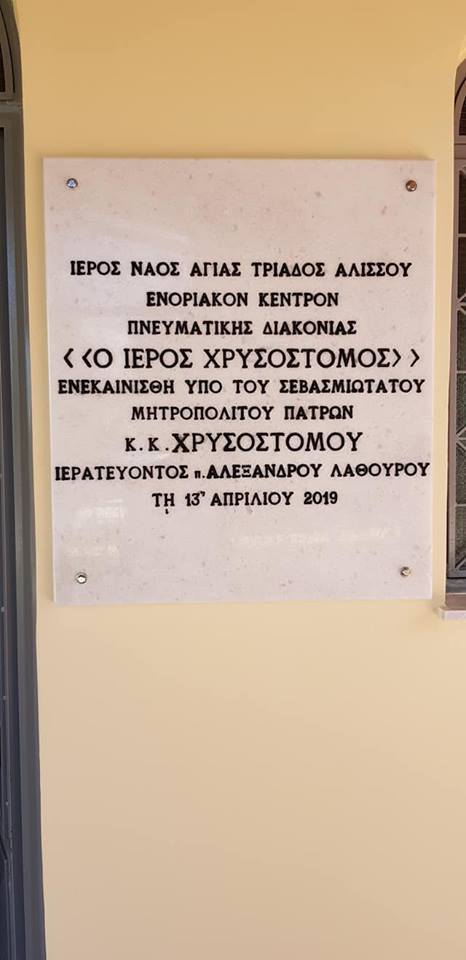 ΙΕΡΟΣ ΝΑΟΣ ΑΓΙΑΣ ΤΡΙΑΔΟΣ ΑΛΙΣΣΟΥ
ΕΝΟΡΙΑΚΟΝ ΚΕΝΤΡΟΝ
ΠΝΕΥΜΑΤΙΚΗΣ ΔΙΑΚΟΝΙΑΣ
<<Ο ΙΕΡΟΣ ΧΡΥΣΟΣΤΟΜΟΣ>>
ΕΝΕΚΑΙΝΙΣΘΗ ΥΠΟ ΤΟΥ ΣΕΒΑΣΜΙΩΤΑΤΟΥ
ΜΗΤΡΟΠΟΛΙΤΟΥ ΠΑΤΡΩΝ
Κ. Κ. ΧΡΥΣΟΣΤΟΜΟΥ
ΙΕΡΑΤΕΥΟΝΤΟΣ π. ΑΛΕΞΑΝΔΡΟΥ ΛΑΘΟΥΡΟΥ
ΤΗ 13η ΑΠΡΙΛΙΟΥ 2019